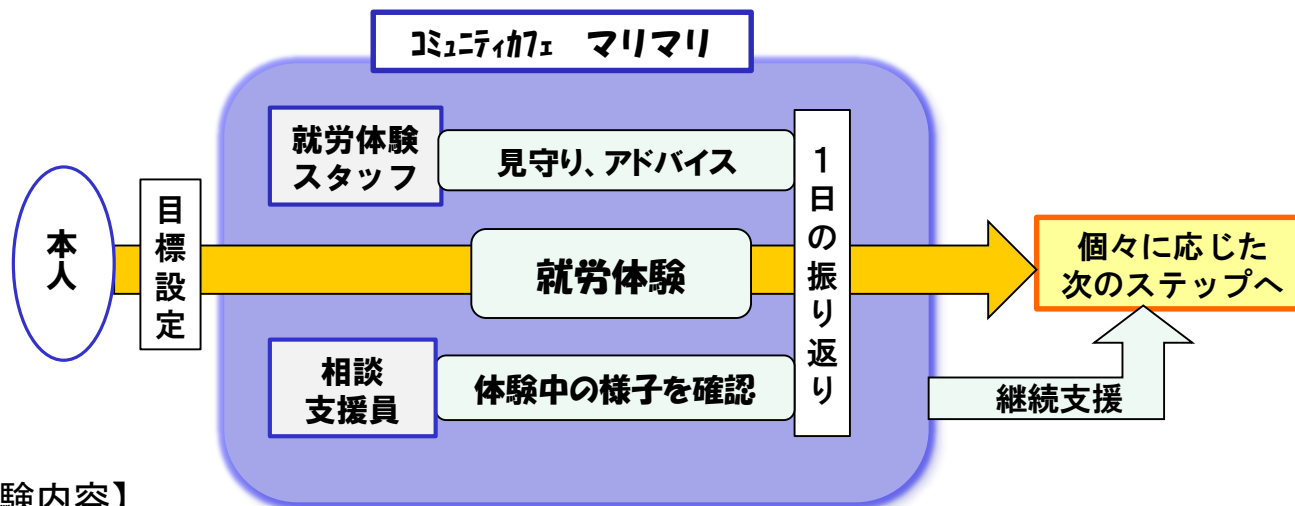 ｺﾐｭﾆﾃｨｶﾌｪ　マリマリ
就労体験
スタッフ
見守り、アドバイス
本人
目標設定
就労体験
１日の振り返り
個々に応じた
次のステップへ
相談
支援員
体験中の様子を確認
継続支援
験内容】